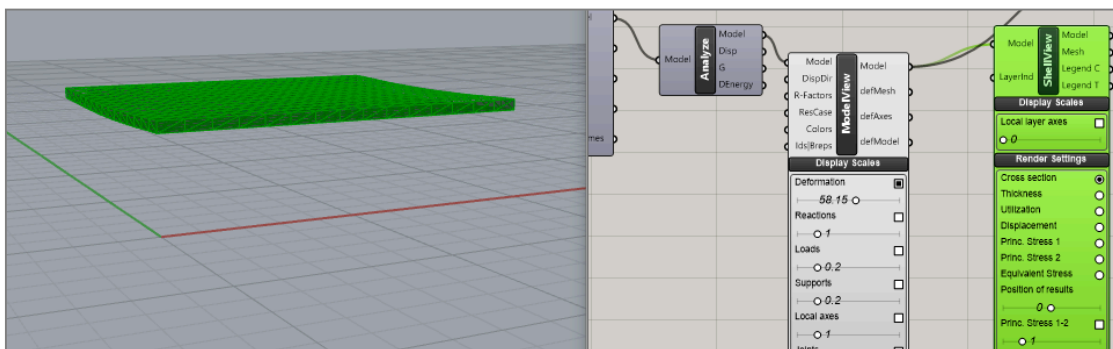 Model
Analyze
Model
Disp
G
DEnergy
Model
DispDir
R-Factors
ResCase
Colors
Ids|Breps
ModelView
Model
defMesh
defAxes
defModel
Display Scales
Deformation
58.15
Reactions
1
Loads
0.2
Supports
0.2
Local axes
1
Model
LayerInd
ShellView
Model
Mesh
Legend C
Legend T
Display Scales
Local layer axes
0
Render Settings
Cross section
Thickness
Utilization
Displacement
Princ. Stress 1
Princ. Stress 2
Equivalent Stress
Position of results
0
Princ. Stress 1-2
1